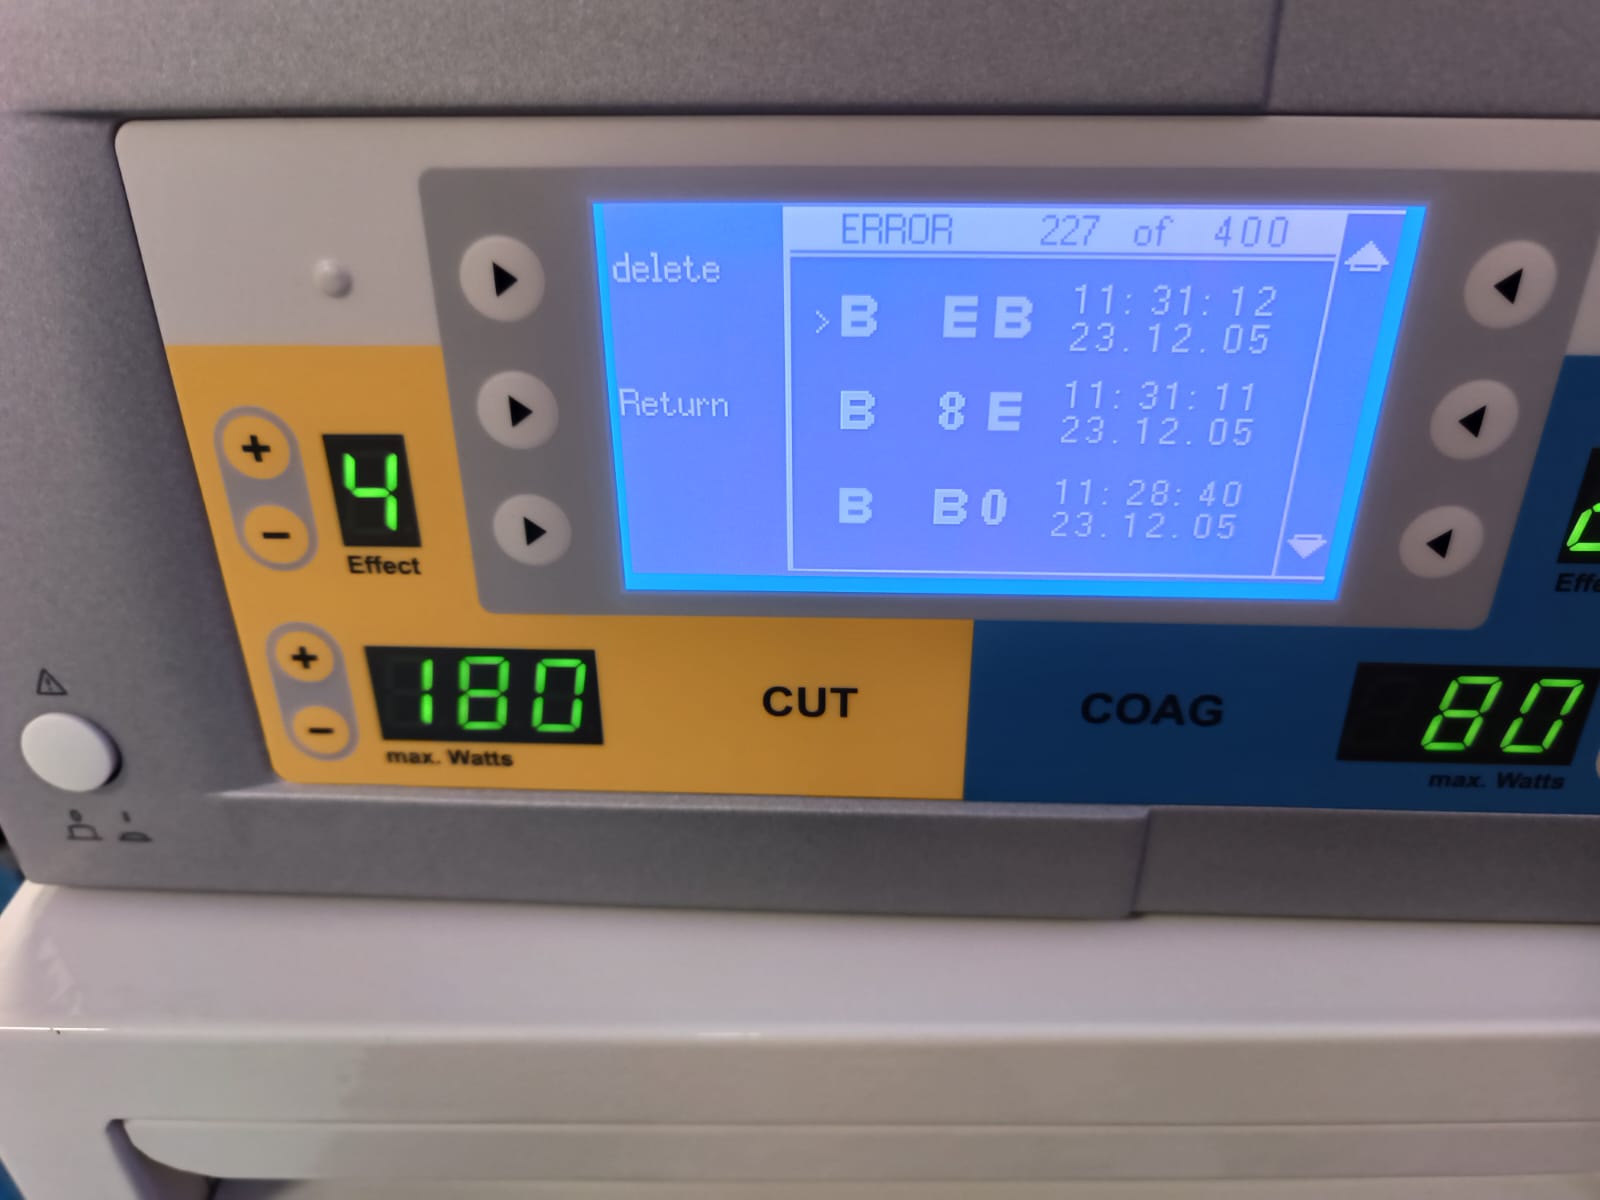 ERROR 227 of 400
delete
>B EB 11:31:12
23.12.05
Return
B 8E 11:31:11
23.12.05
B B0 11:28:40
23.12.05
+
-
4
Effect
+
-
180
max. Watts
CUT
COAG
80
max. Watts